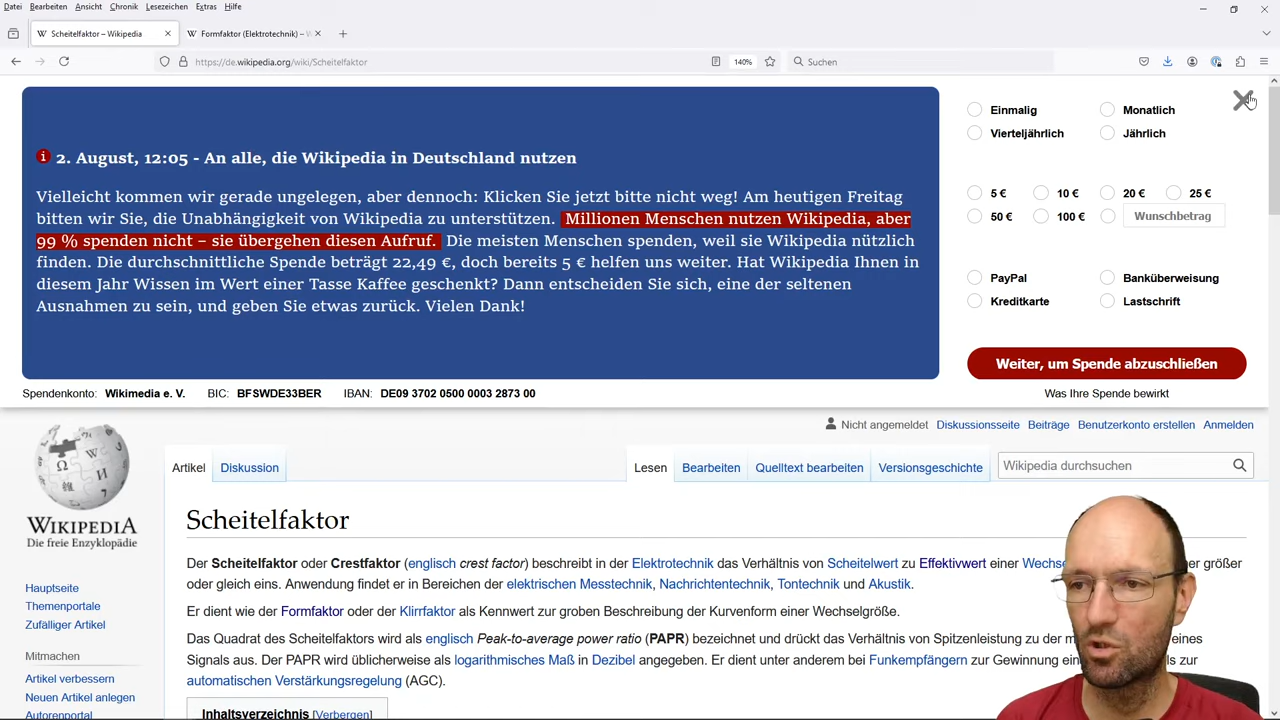 Datei Bearbeiten Ansicht Chronik Lesezeichen Extras Hilfe
Scheitelfaktor – Wikipedia
Formfaktor (Elektrotechnik) –
https://de.wikipedia.org/wiki/Scheitelfaktor
140%
Suchen
2. August, 12:05 - An alle, die Wikipedia in Deutschland nutzen
Vielleicht kommen wir gerade ungelegen, aber dennoch: Klicken Sie jetzt bitte nicht weg! Am heutigen Freitag
bitten wir Sie, die Unabhängigkeit von Wikipedia zu unterstützen. Millionen Menschen nutzen Wikipedia, aber
99 % spenden nicht – sie übergehen diesen Aufruf. Die meisten Menschen spenden, weil sie Wikipedia nützlich
finden. Die durchschnittliche Spende beträgt 22,49 €, doch bereits 5 € helfen uns weiter. Hat Wikipedia Ihnen in
diesem Jahr Wissen im Wert einer Tasse Kaffee geschenkt? Dann entscheiden Sie sich, eine der seltenen
Ausnahmen zu sein, und geben Sie etwas zurück. Vielen Dank!
Einmalig Monatlich
Vierteljährlich Jährlich
5 € 10 € 20 € 25 €
50 € 100 € Wunschbetrag
PayPal Banküberweisung
Kreditkarte Lastschrift
Weiter, um Spende abzuschließen
Spendenkonto: Wikimedia e. V. BIC: BFSWDE33BER IBAN: DE09 3702 0500 0003 2873 00
Was Ihre Spende bewirkt
Nicht angemeldet Diskussionsseite Beiträge Benutzerkonto erstellen Anmelden
Artikel Diskussion
Lesen Bearbeiten Quelltext bearbeiten Versionsgeschichte
Wikipedia durchsuchen
WIKIPEDIA
Die freie Enzyklopädie
Hauptseite
Themenportale
Zufälliger Artikel
Mitmachen
Artikel verbessern
Neuen Artikel anlegen
Autorenportal
Scheitelfaktor
Der Scheitelfaktor oder Crestfaktor (englisch crest factor) beschreibt in der Elektrotechnik das Verhältnis von Scheitelwert zu Effektivwert einer größer
oder gleich eins. Anwendung findet er in Bereichen der elektrischen Messtechnik, Nachrichtentechnik, Tontechnik und Akustik.
Er dient wie der Formfaktor oder der Klirrfaktor als Kennwert zur groben Beschreibung der Kurvenform einer Wechselgröße.
Das Quadrat des Scheitelfaktors wird als englisch Peak-to-average power ratio (PAPR) bezeichnet und drückt das Verhältnis von Spitzenleistung zu der eines
Signals aus. Der PAPR wird üblicherweise als logarithmisches Maß in Dezibel angegeben. Er dient unter anderem bei Funkempfängern zur Gewinnung zur
automatischen Verstärkungsregelung (AGC).
Inhaltsverzeichnis [Verbergen]